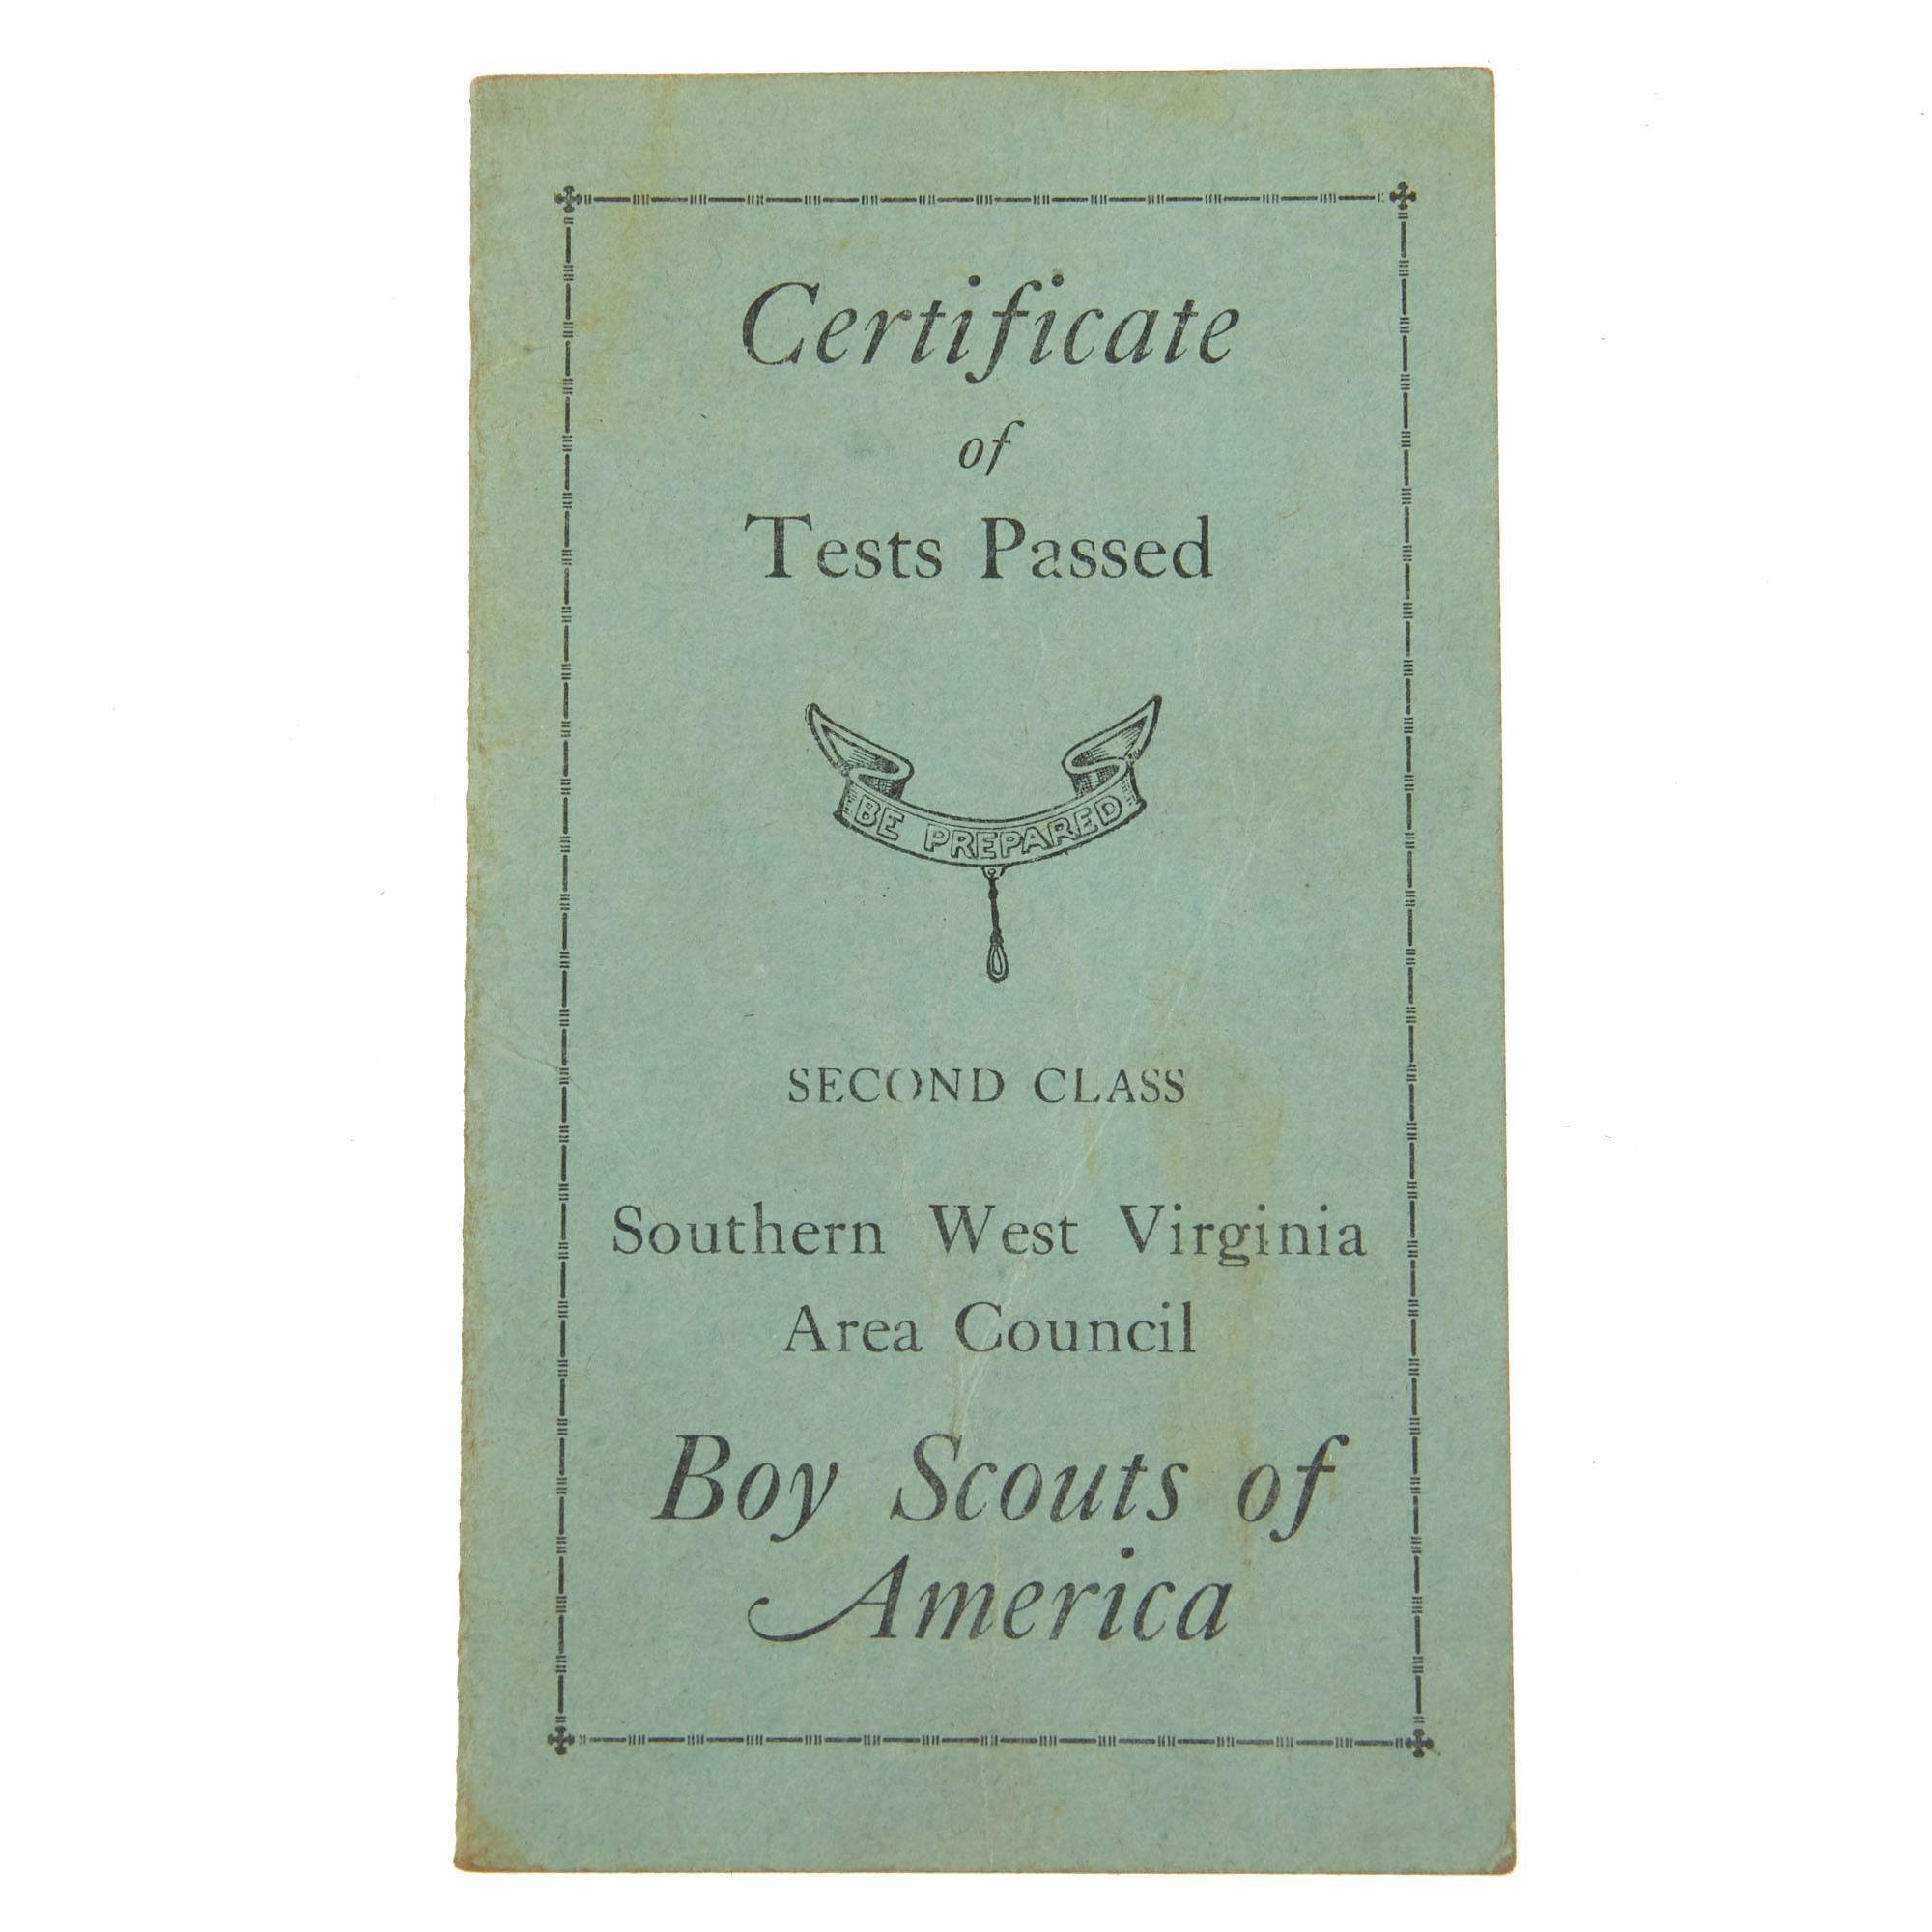 Certificate
of
Tests Passed
BE PREPARED
SECOND CLASS
Southern West Virginia
Area Council
Boy Scouts of
America